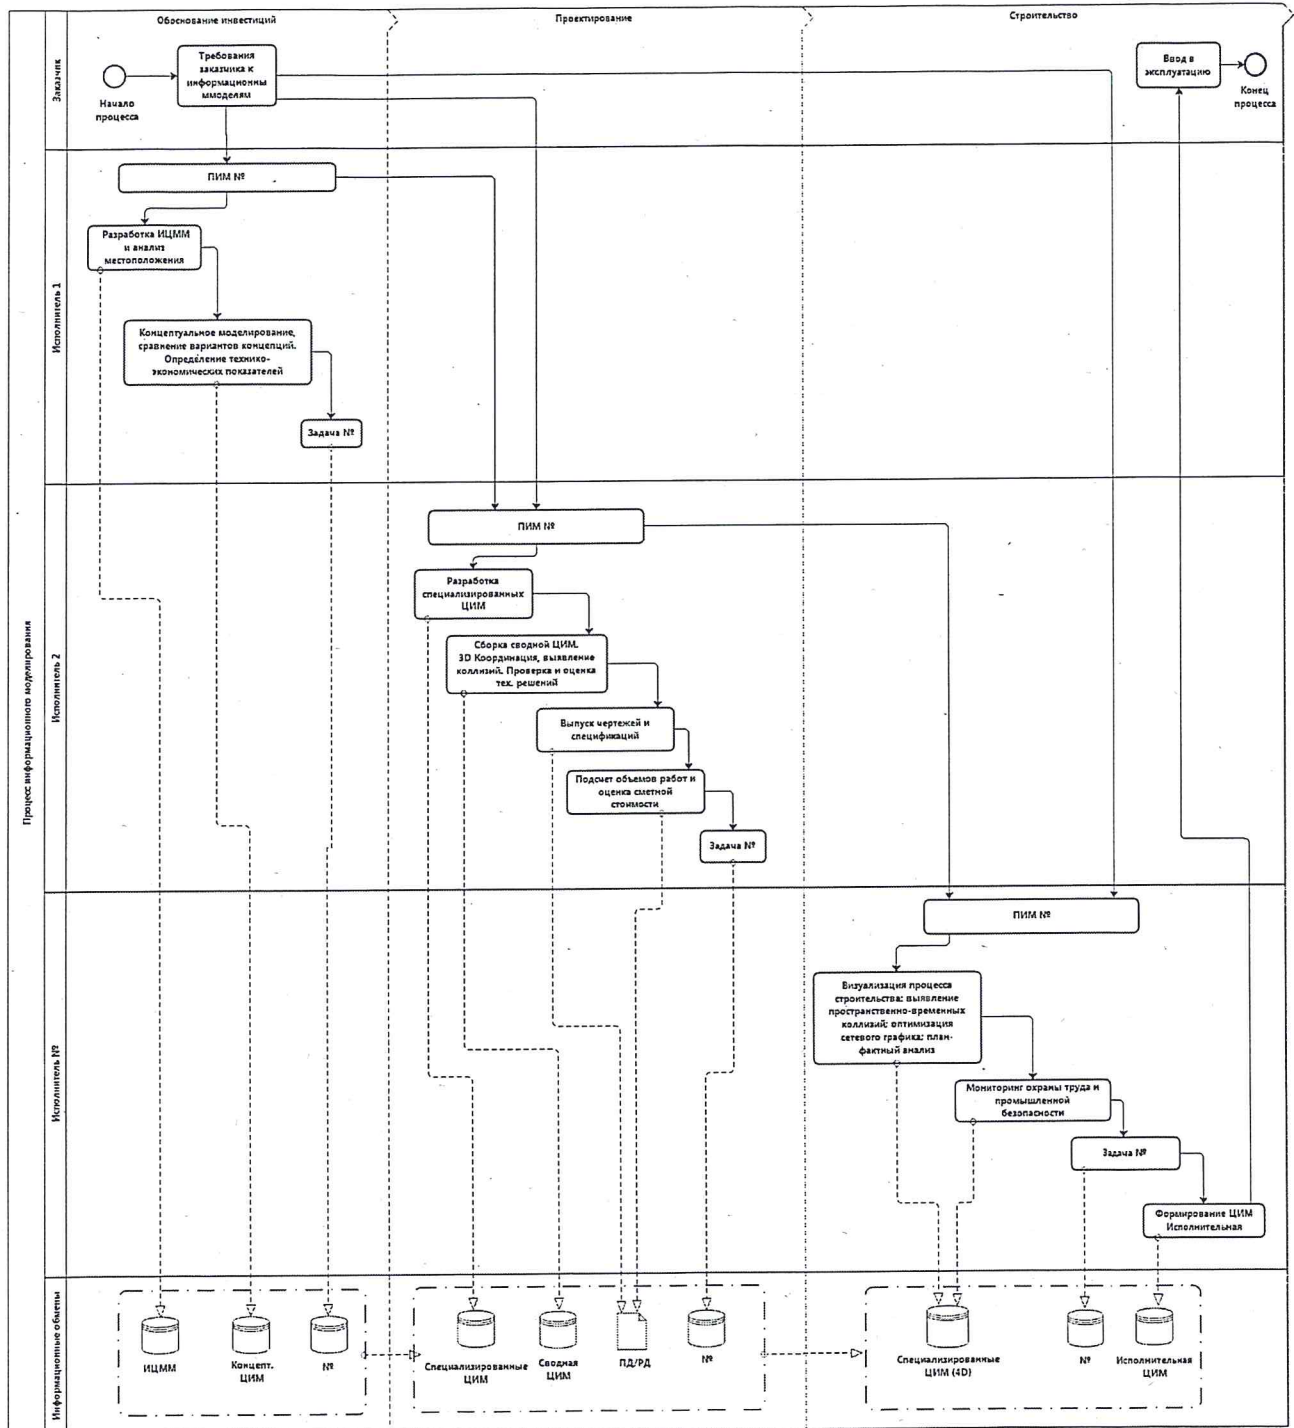 Обоснование инвестиций
Проектирование
Строительство
Процесс информационного моделирования
Заказчик
Начало
процесса
Требования
заказчика к
информационны
ммоделям
Ввод в
эксплуатацию
Конец
процесса
Исполнитель 1
ПИМ №
Разработка ИЦММ
и анализ
местоположения
Концептуальное моделирование,
сравнение вариантов концепций.
Определение технико-
экономических показателей
Задача №
Исполнитель 2
ПИМ №
Разработка
специализированных
ЦИМ
Сборка сводной ЦИМ.
3D Координация, выявление
коллизий. Проверка и оценка
тех. решений
Выпуск чертежей и
спецификаций
Подсчет объемов работ и
оценка сметной
стоимости
Задача №
Исполнитель №
ПИМ №
Визуализация процесса
строительства: выявление
пространственно-временных
коллизий; оптимизация
сетевого графика; план-
фактный анализ
Мониторинг охраны труда и
промышленной
безопасности
Задача №
Формирование ЦИМ
Исполнительная
Информационные обмены
ИЦММ
Концепт.
ЦИМ
№
Специализированные
ЦИМ
Сводная
ЦИМ
ПД/РД
№
Специализированные
ЦИМ (4D)
№
Исполнительная
ЦИМ